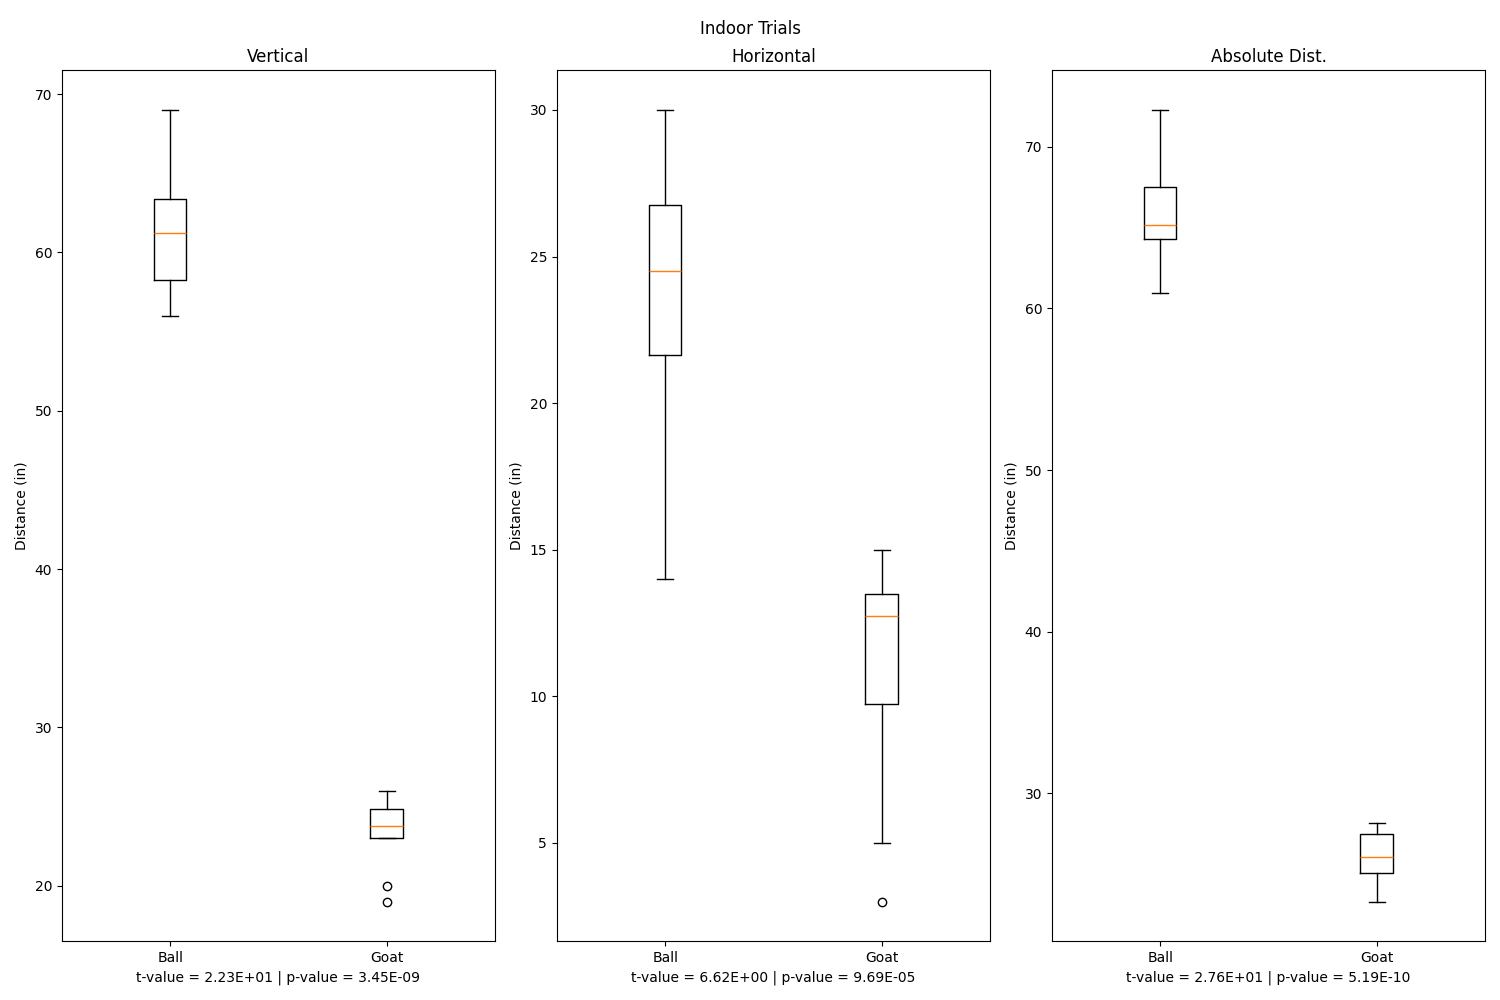 Indoor Trials
Vertical
70
60
50
40
30
20
Distance (in)
Ball Goat
t-value = 2.23E+01 | p-value = 3.45E-09
Horizontal
30
25
20
15
10
5
Distance (in)
Ball Goat
t-value = 6.62E+00 | p-value = 9.69E-05
Absolute Dist.
70
60
50
40
30
Distance (in)
Ball Goat
t-value = 2.76E+01 | p-value = 5.19E-10